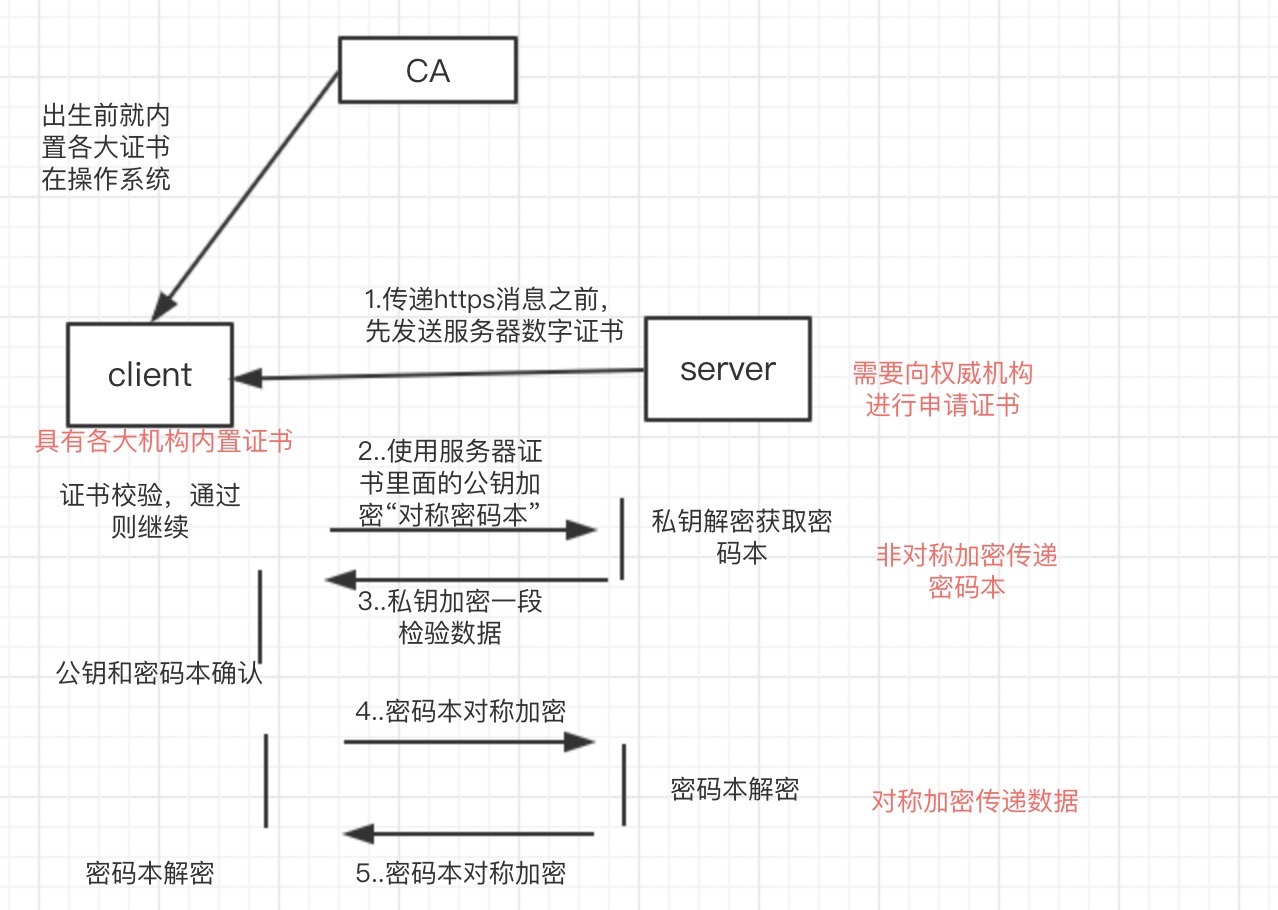 CA
出生前就内
置各大证书
在操作系统
1.传递https消息之前，
先发送服务器数字证书
client
server
需要向权威机构
进行申请证书
具有各大机构内置证书
证书校验，通过
则继续
2..使用服务器证
书里面的公钥加
密“对称密码本”
私钥解密获取密
码本
非对称加密传递
密码本
3..私钥加密一段
检验数据
公钥和密码本确认
4..密码本对称加密
密码本解密
对称加密传递数据
密码本解密
5..密码本对称加密